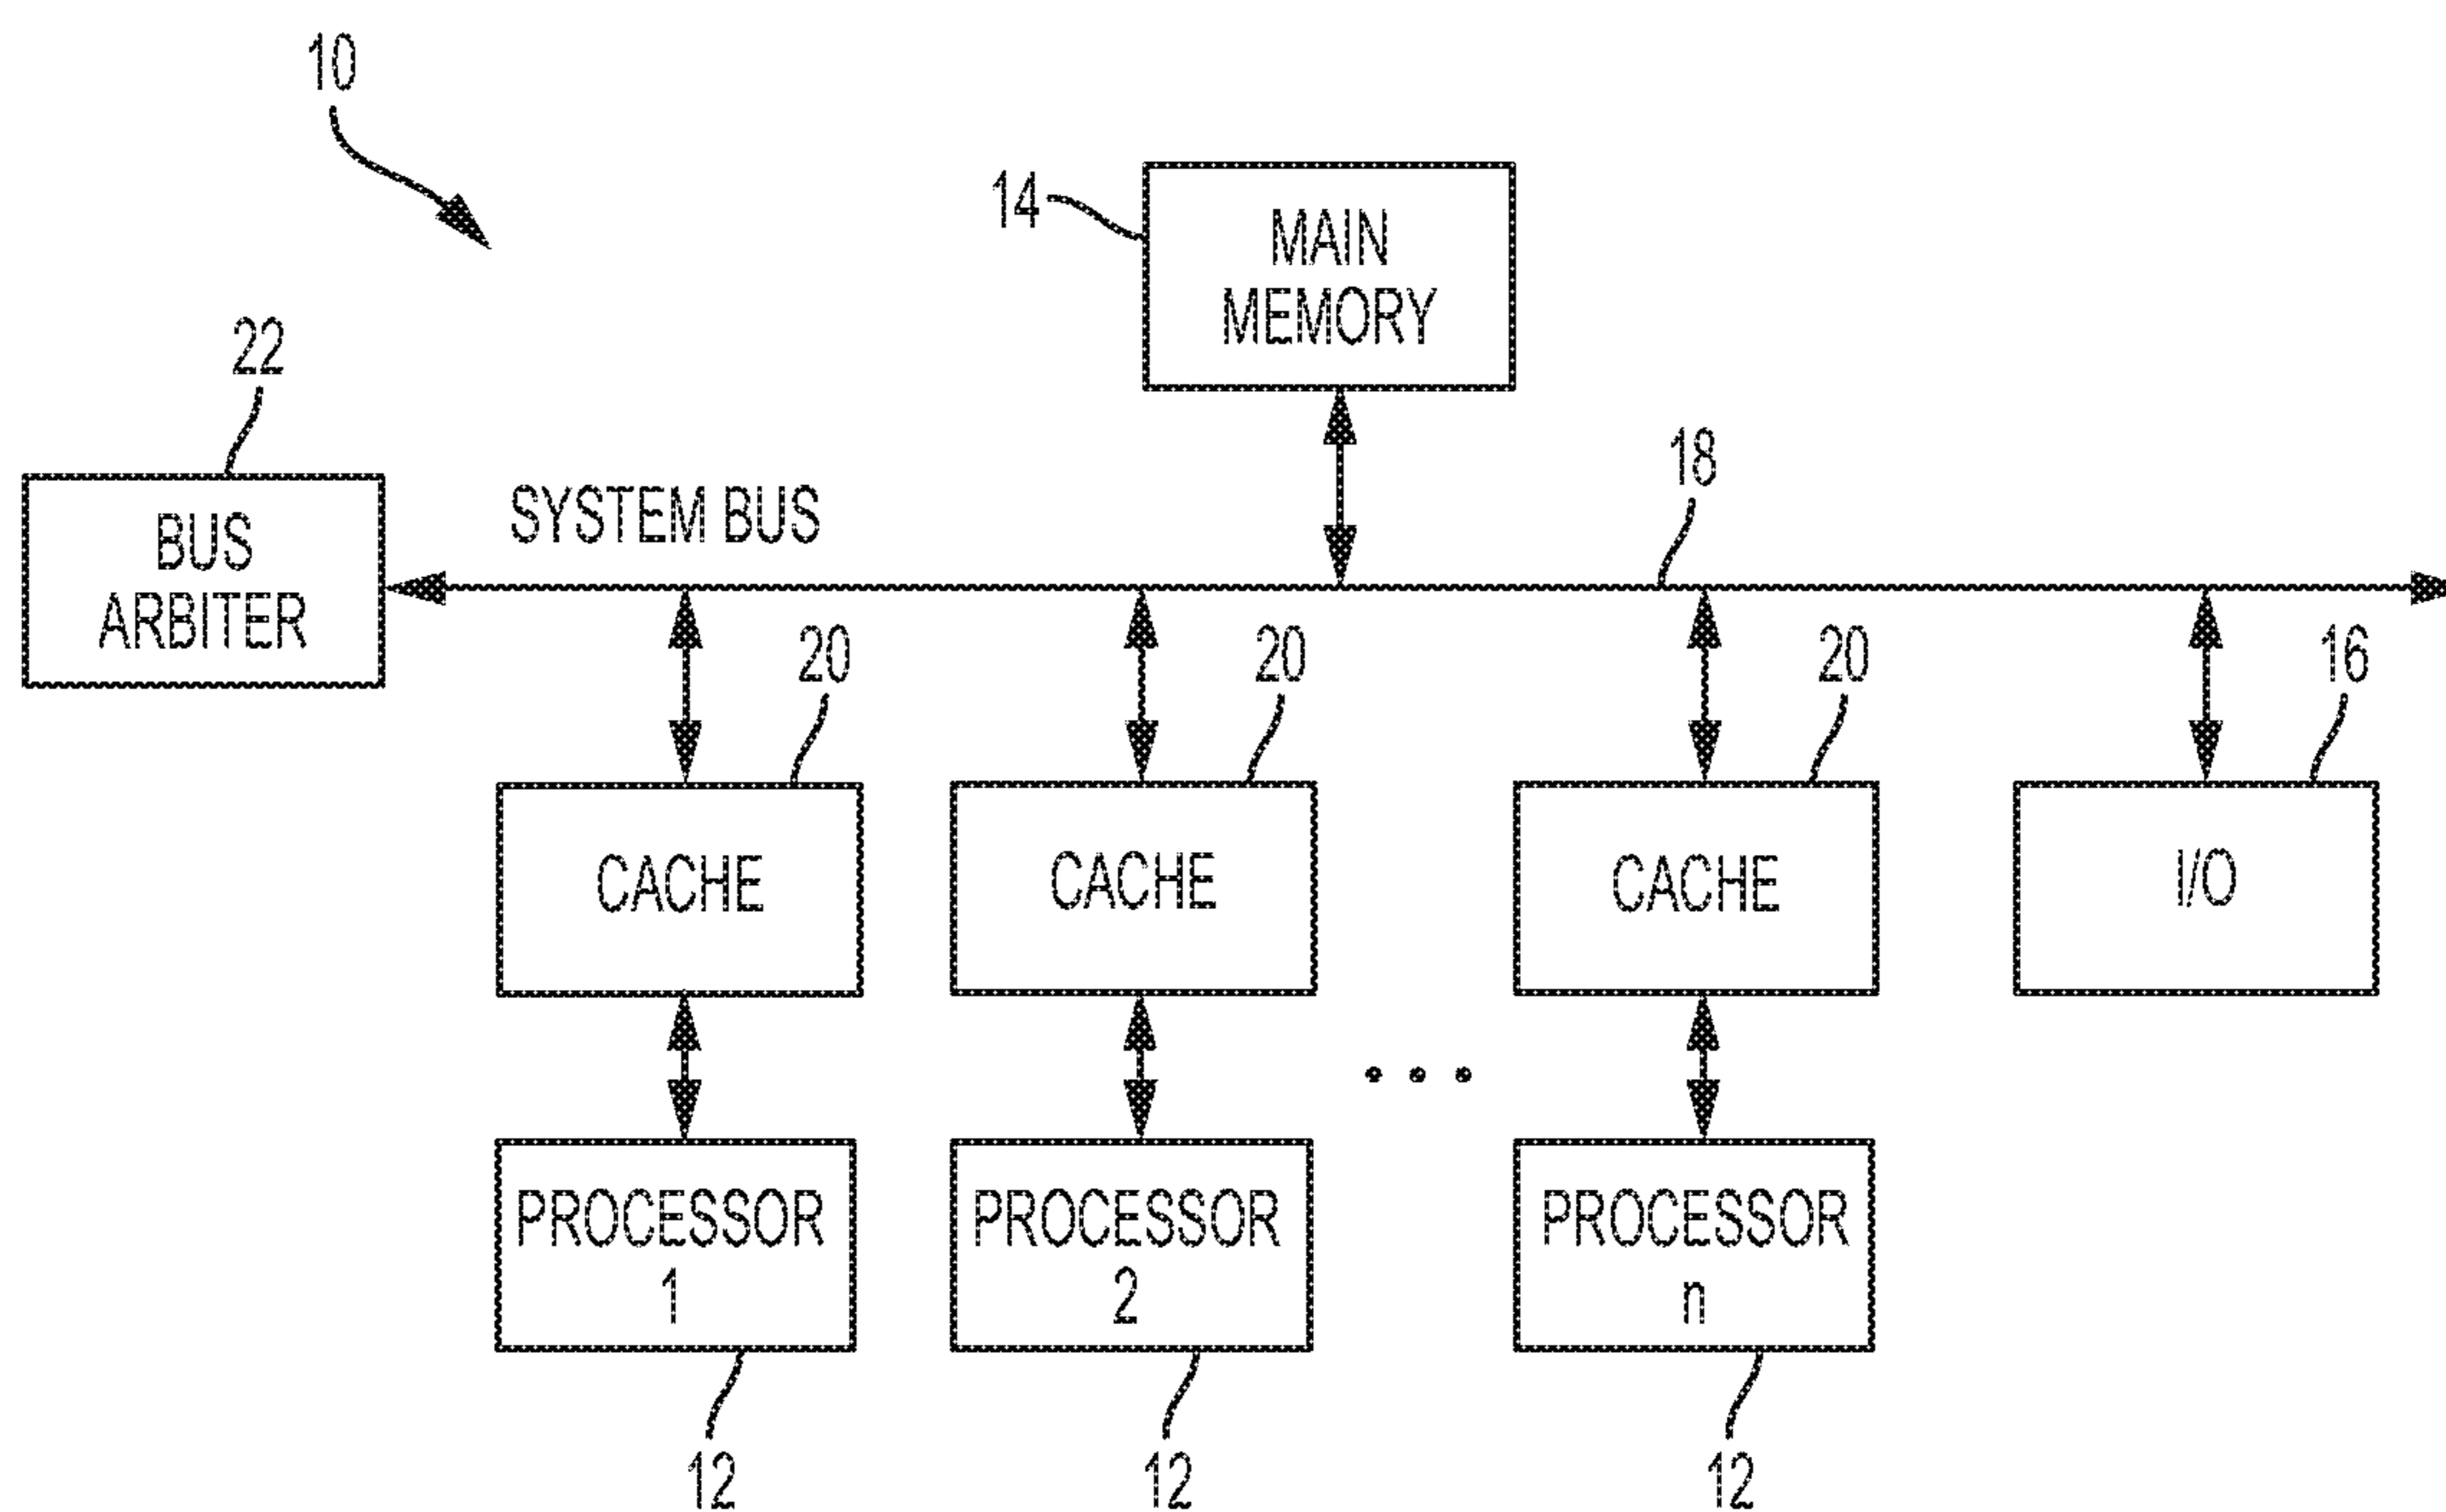 10
14
MAIN
MEMORY
22
18
SYSTEM BUS
BUS
ARBITER
20
20
20
16
CACHE
CACHE
CACHE
I/O
PROCESSOR
1
PROCESSOR
2
PROCESSOR
n
12
12
12